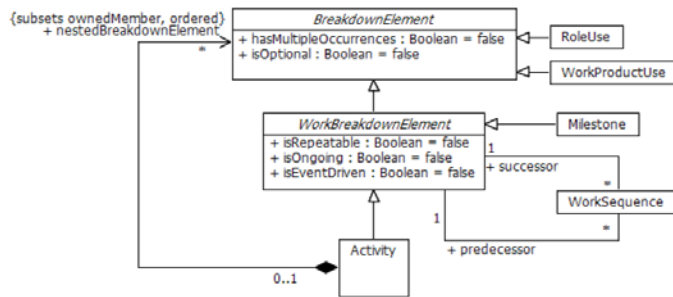 {subsets ownedMember, ordered}
+ nestedBreakdownElement
*
BreakdownElement
+ hasMultipleOccurrences : Boolean = false
+ isOptional : Boolean = false
RoleUse
WorkProductUse
WorkBreakdownElement
+ isRepeatable : Boolean = false
+ isOngoing : Boolean = false
+ isEventDriven : Boolean = false
Milestone
1
+ successor
*
WorkSequence
*
1
+ predecessor
Activity
0..1